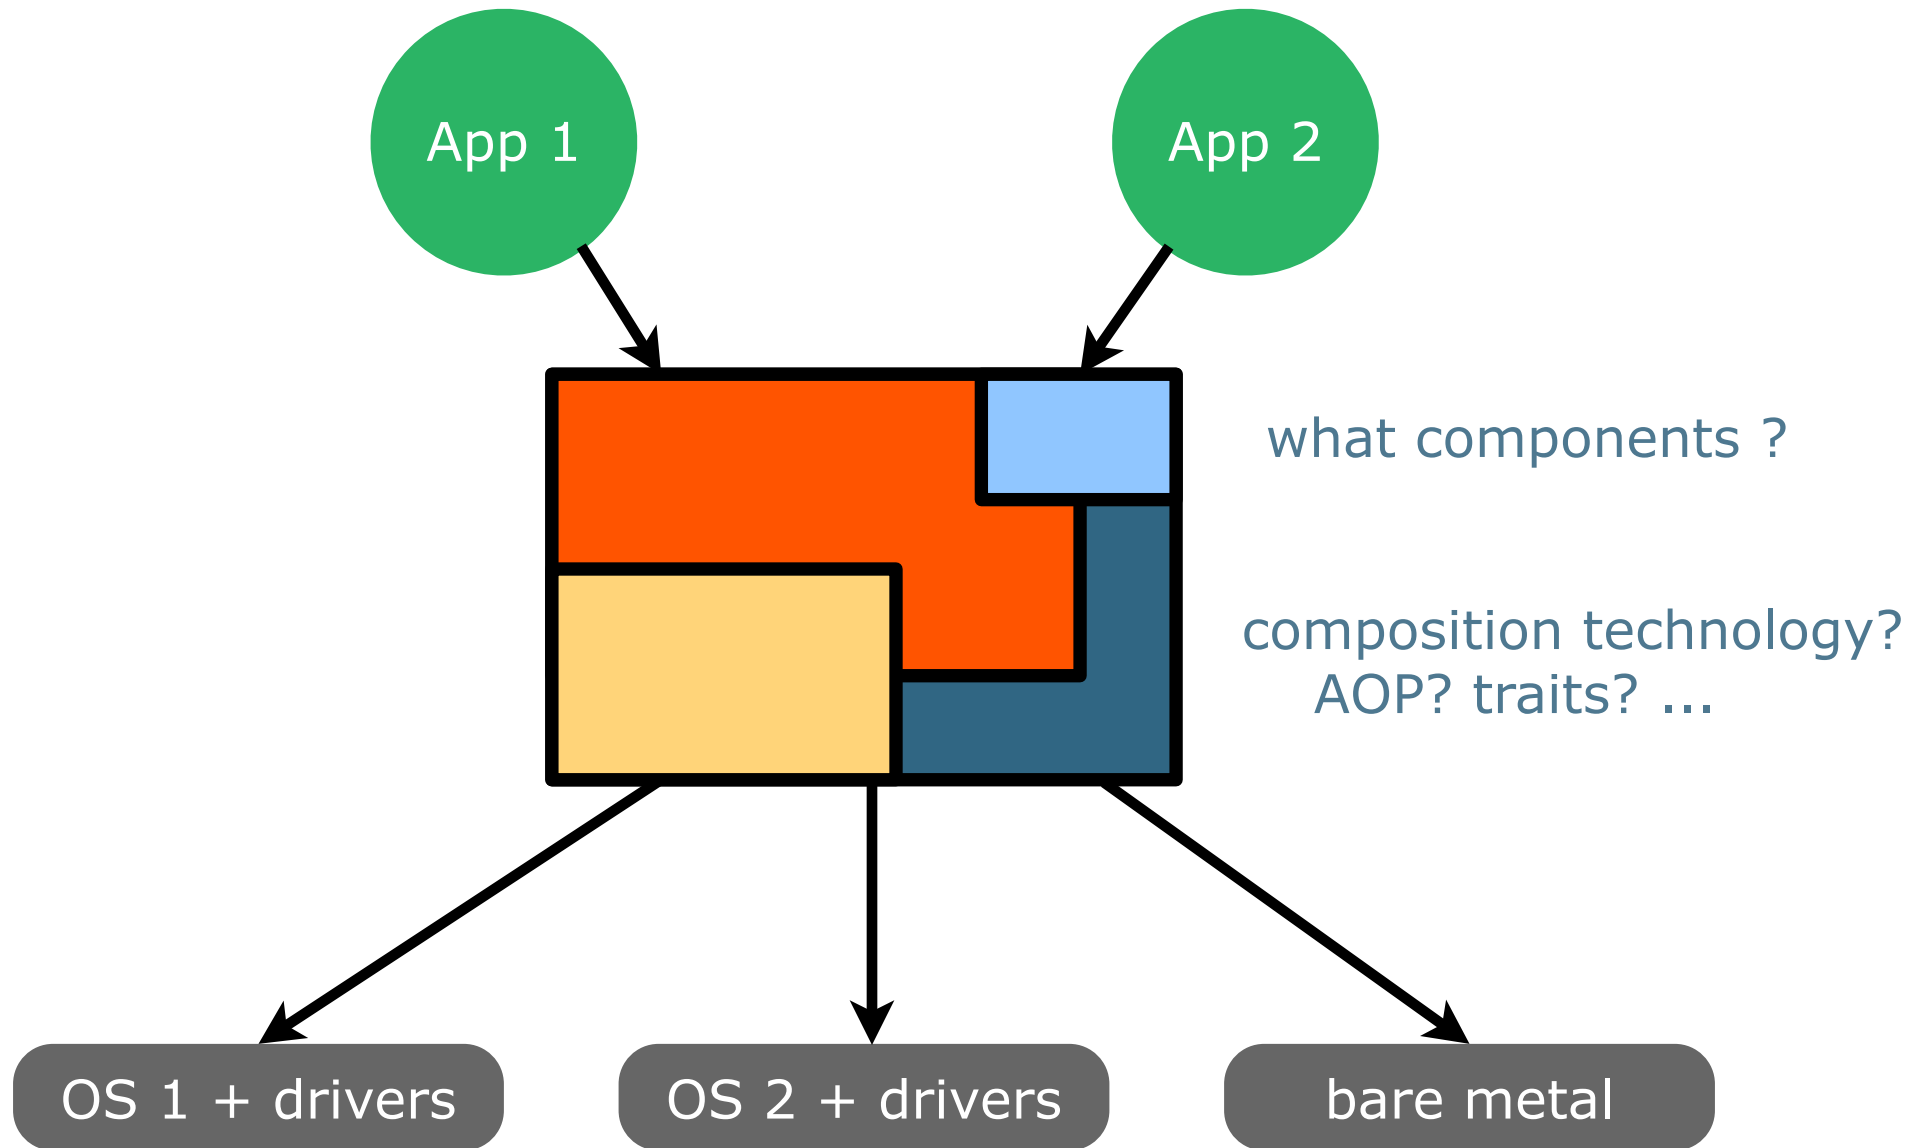 App 1
App 2
what components ?
composition technology?
AOP? traits? ...
OS 1 + drivers
OS 2 + drivers
bare metal